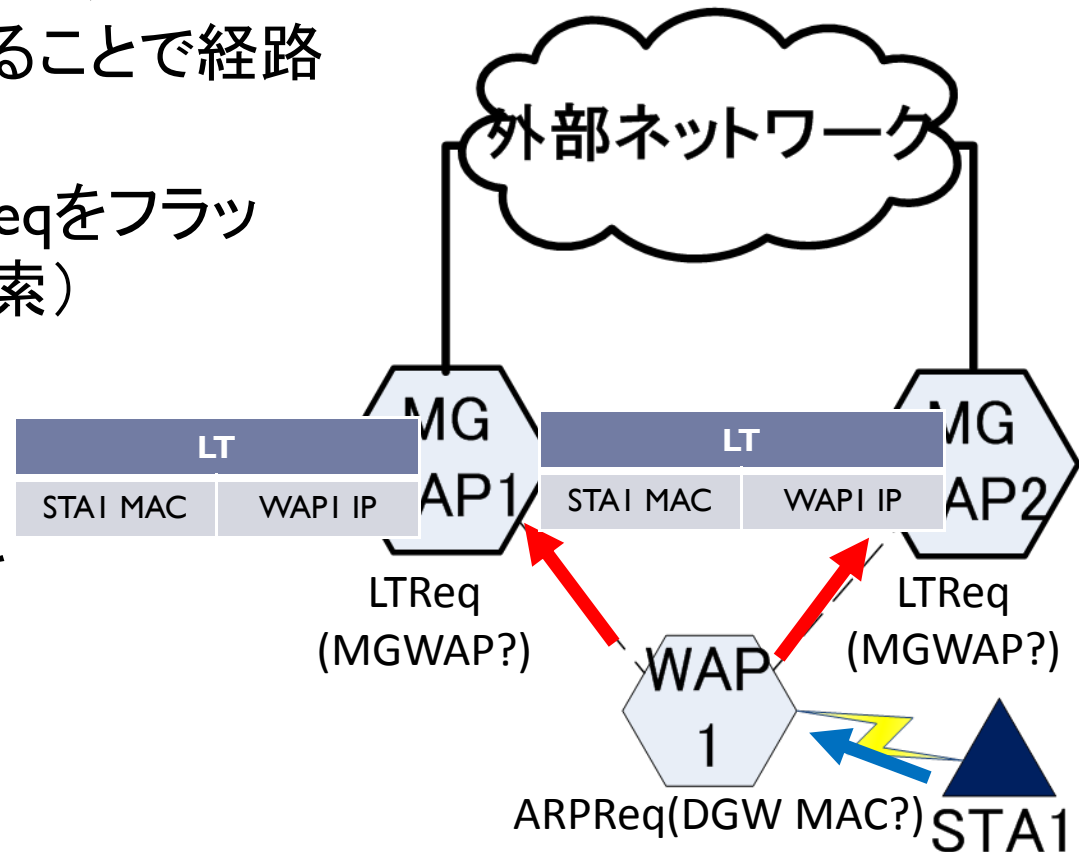 ることで経路
eqをフラッ
索）
外部ネットワーク
MG
AP1
MG
AP2
LT
STA1 MAC
WAP1 IP
LT
STA1 MAC
WAP1 IP
LTReq
(MGWAP?)
LTReq
(MGWAP?)
WAP
1
ARPReq(DGW MAC?)
STA1